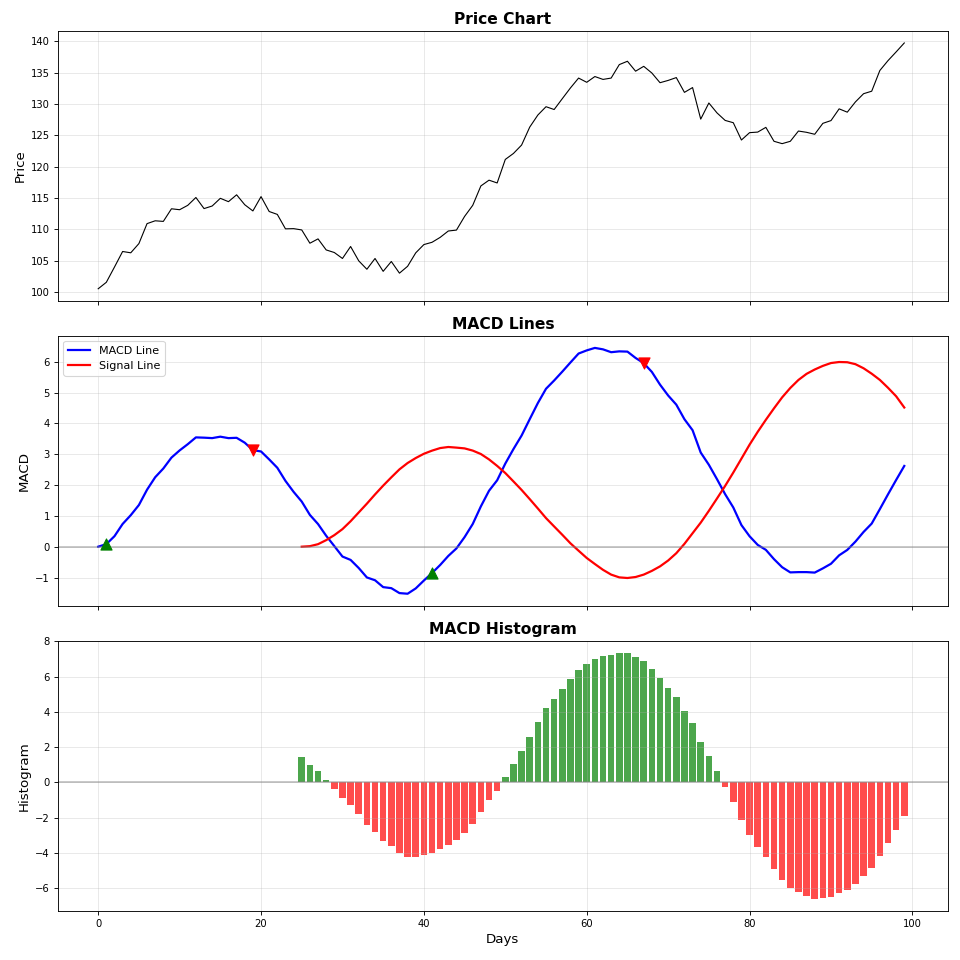 Price Chart
140
135
130
125
120
115
110
105
100
Price
MACD Lines
MACD Line
Signal Line
6
5
4
3
2
1
0
−1
MACD
MACD Histogram
8
6
4
2
0
−2
−4
−6
Histogram
0 20 40 60 80 100
Days